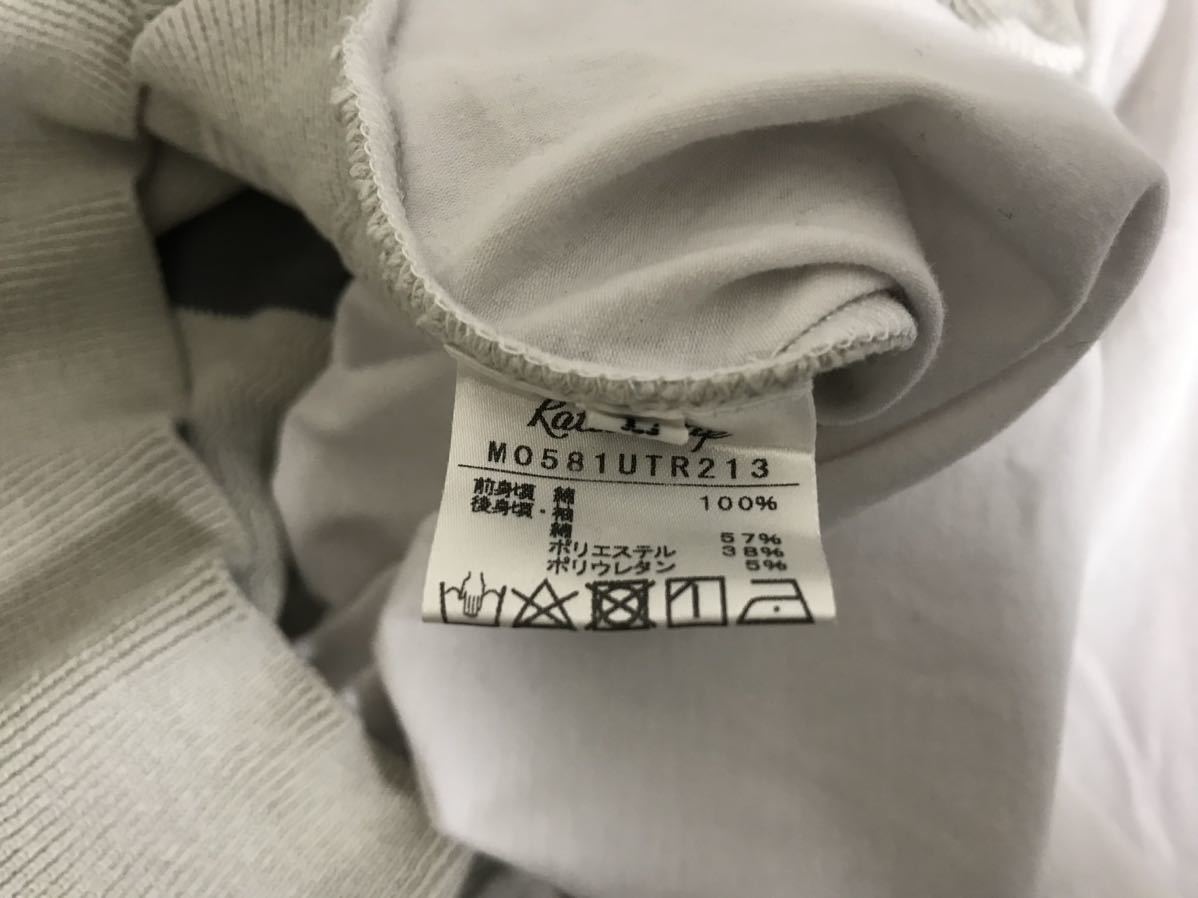 M0581UTR213
前身頃 綿 100%
後身頃・袖
綿 57%
ポリエステル 38%
ポリウレタン 5%